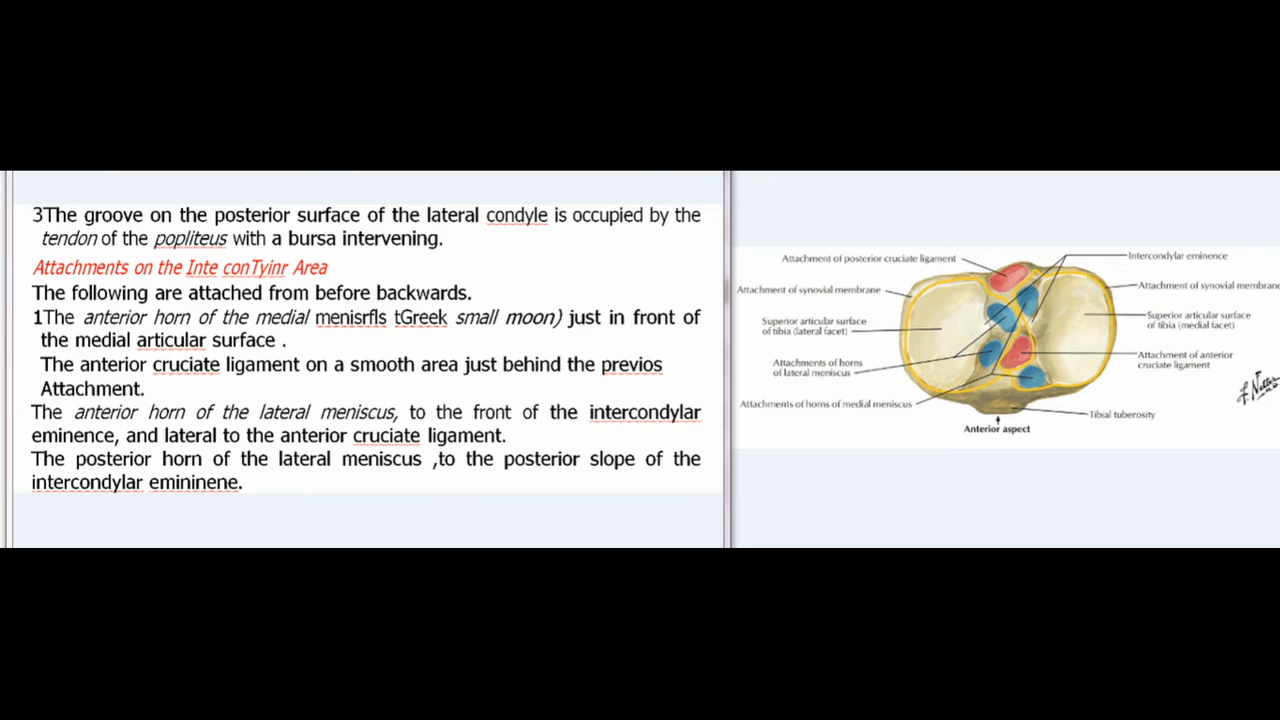 3The groove on the posterior surface of the lateral condyle is occupied by the
tendon of the popliteus with a bursa intervening.
Attachments on the Inte conTyinr Area
The following are attached from before backwards.
1The anterior horn of the medial menisrfls tGreek small moon) just in front of
the medial articular surface .
The anterior cruciate ligament on a smooth area just behind the previos
Attachment.
The anterior horn of the lateral meniscus, to the front of the intercondylar
eminence, and lateral to the anterior cruciate ligament.
The posterior horn of the lateral meniscus ,to the posterior slope of the
intercondylar emininene.
Attachment of posterior cruciate ligament
Attachment of synovial membrane
Superior articular surface
of tibia (lateral facet)
Attachments of horns
of lateral meniscus
Attachments of horns of medial meniscus
Intercondylar eminence
Attachment of synovial membrane
Superior articular surface
of tibia (medial facet)
Attachment of anterior
cruciate ligament
Tibial tuberosity
Anterior aspect
F. Netter